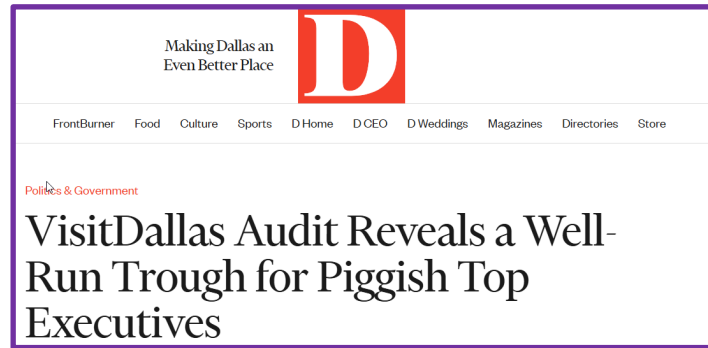 Making Dallas an
Even Better Place
D
FrontBurner Food Culture Sports D Home D CEO D Weddings Magazines Directories Store
Politics & Government
VisitDallas Audit Reveals a Well-
Run Trough for Piggish Top
Executives